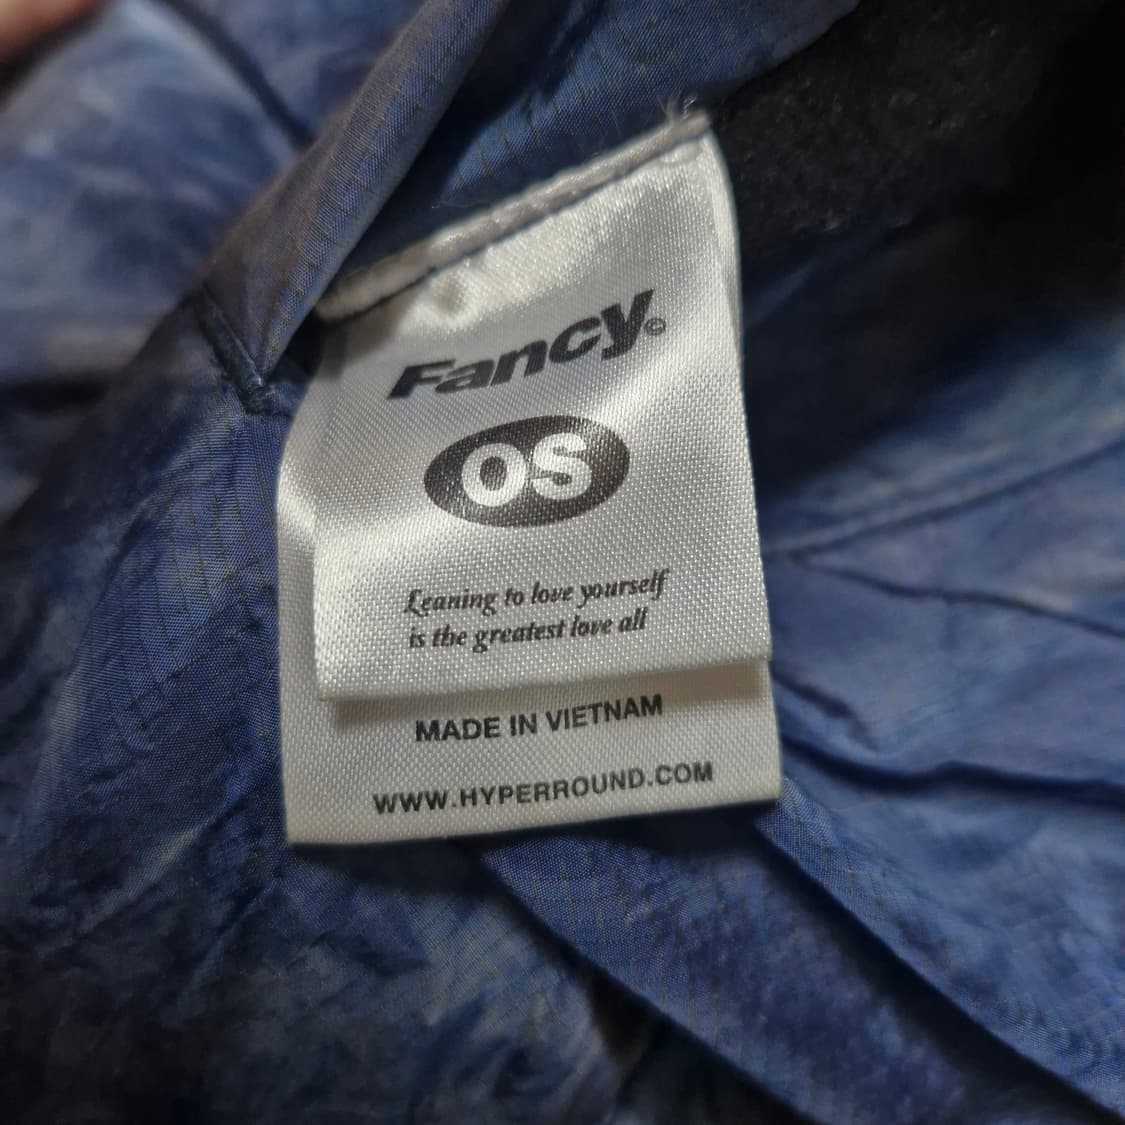 Fancy©
OS
Leaning to love yourself
is the greatest love all
MADE IN VIETNAM
WWW.HYPERROUND.COM